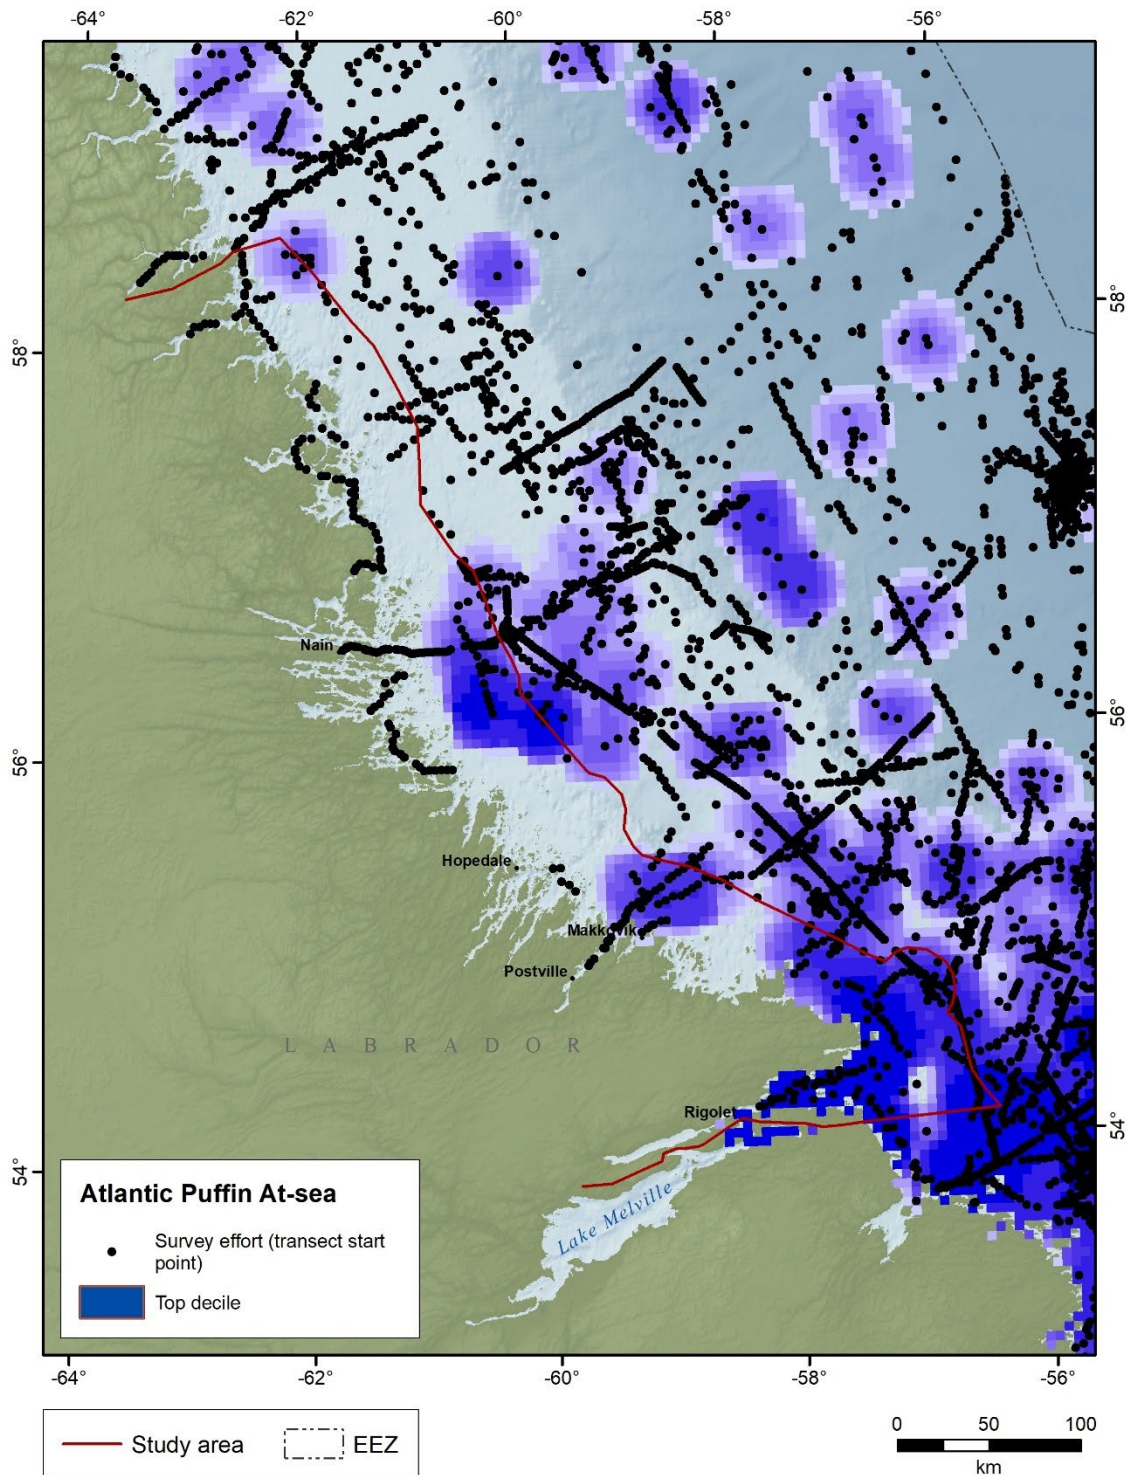 -64° -62° -60° -58° -56°
58° 58°
56° 56°
54° 54°
Nain
Hopedale
Makkovik
Postville
L A B R A D O R
Rigolet
Lake Melville
Atlantic Puffin At-sea
Survey effort (transect start
point)
Top decile
-64° -62° -60° -58° -56°
Study area EEZ
0 50 100
km